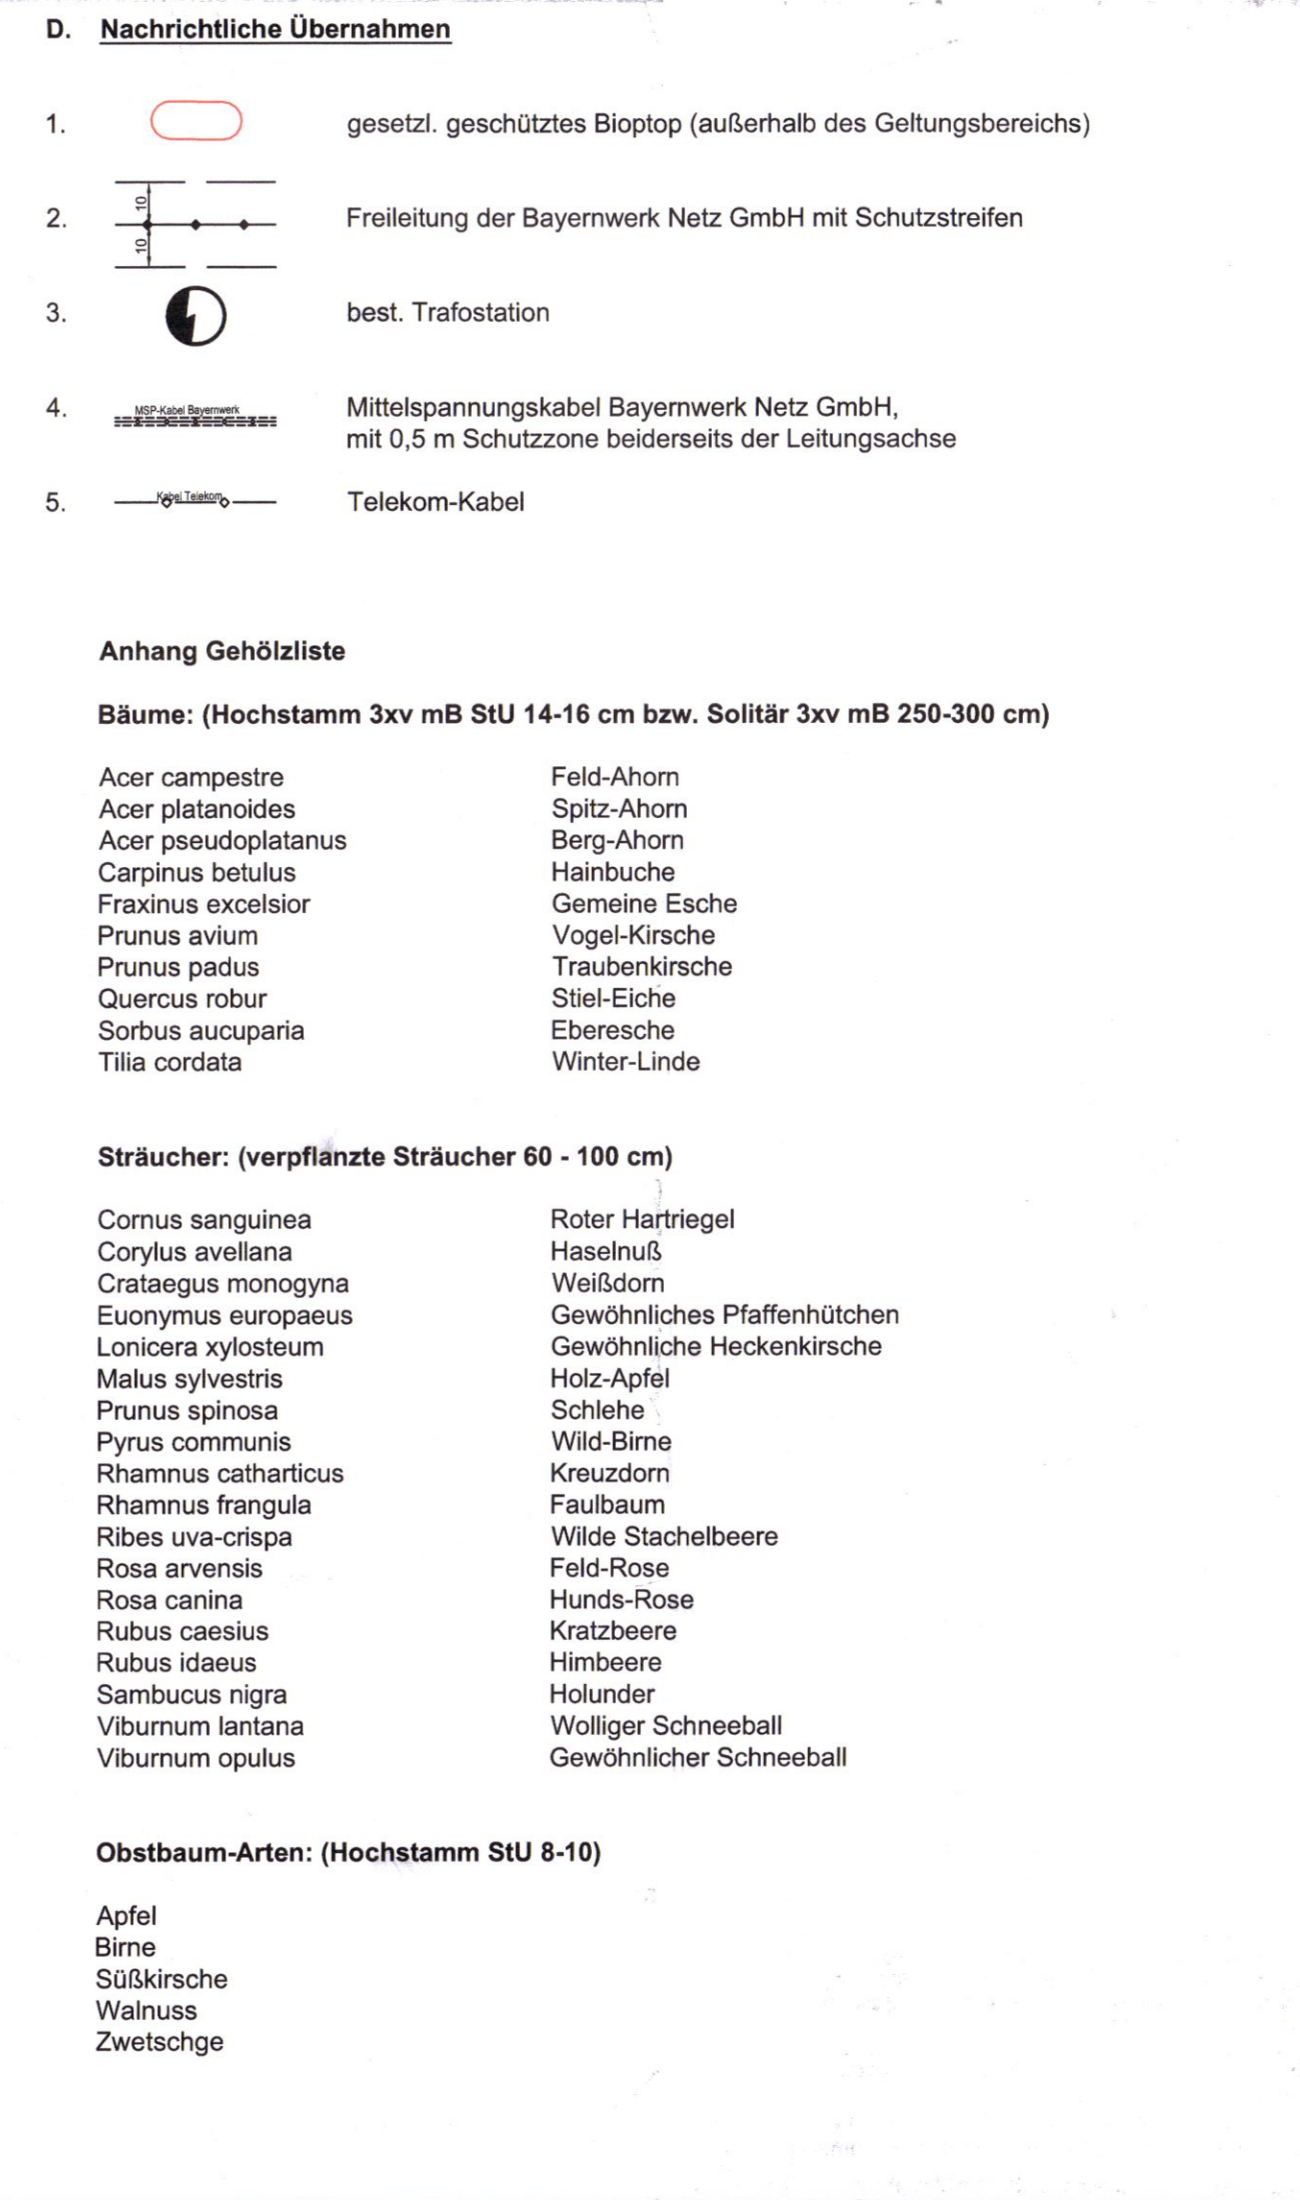 D. Nachrichtliche Übernahmen
1. gesetzl. geschütztes Bioptop (außerhalb des Geltungsbereichs)
10
2. Freileitung der Bayernwerk Netz GmbH mit Schutzstreifen
10
3. best. Trafostation
4. MSP-Kabel Bayernwerk Mittelspannungskabel Bayernwerk Netz GmbH,
mit 0,5 m Schutzzone beiderseits der Leitungsachse
5. Kabel Telekom Telekom-Kabel
Anhang Gehölzliste
Bäume: (Hochstamm 3xv mB StU 14-16 cm bzw. Solitär 3xv mB 250-300 cm)
Acer campestre Feld-Ahorn
Acer platanoides Spitz-Ahorn
Acer pseudoplatanus Berg-Ahorn
Carpinus betulus Hainbuche
Fraxinus excelsior Gemeine Esche
Prunus avium Vogel-Kirsche
Prunus padus Traubenkirsche
Quercus robur Stiel-Eiche
Sorbus aucuparia Eberesche
Tilia cordata Winter-Linde
Sträucher: (verpflanzte Sträucher 60 - 100 cm)
Cornus sanguinea Roter Hartriegel
Corylus avellana Haselnuß
Crataegus monogyna Weißdorn
Euonymus europaeus Gewöhnliches Pfaffenhütchen
Lonicera xylosteum Gewöhnliche Heckenkirsche
Malus sylvestris Holz-Apfel
Prunus spinosa Schlehe
Pyrus communis Wild-Birne
Rhamnus catharticus Kreuzdorn
Rhamnus frangula Faulbaum
Ribes uva-crispa Wilde Stachelbeere
Rosa arvensis Feld-Rose
Rosa canina Hunds-Rose
Rubus caesius Kratzbeere
Rubus idaeus Himbeere
Sambucus nigra Holunder
Viburnum lantana Wolliger Schneeball
Viburnum opulus Gewöhnlicher Schneeball
Obstbaum-Arten: (Hochstamm StU 8-10)
Apfel
Birne
Süßkirsche
Walnuss
Zwetschge